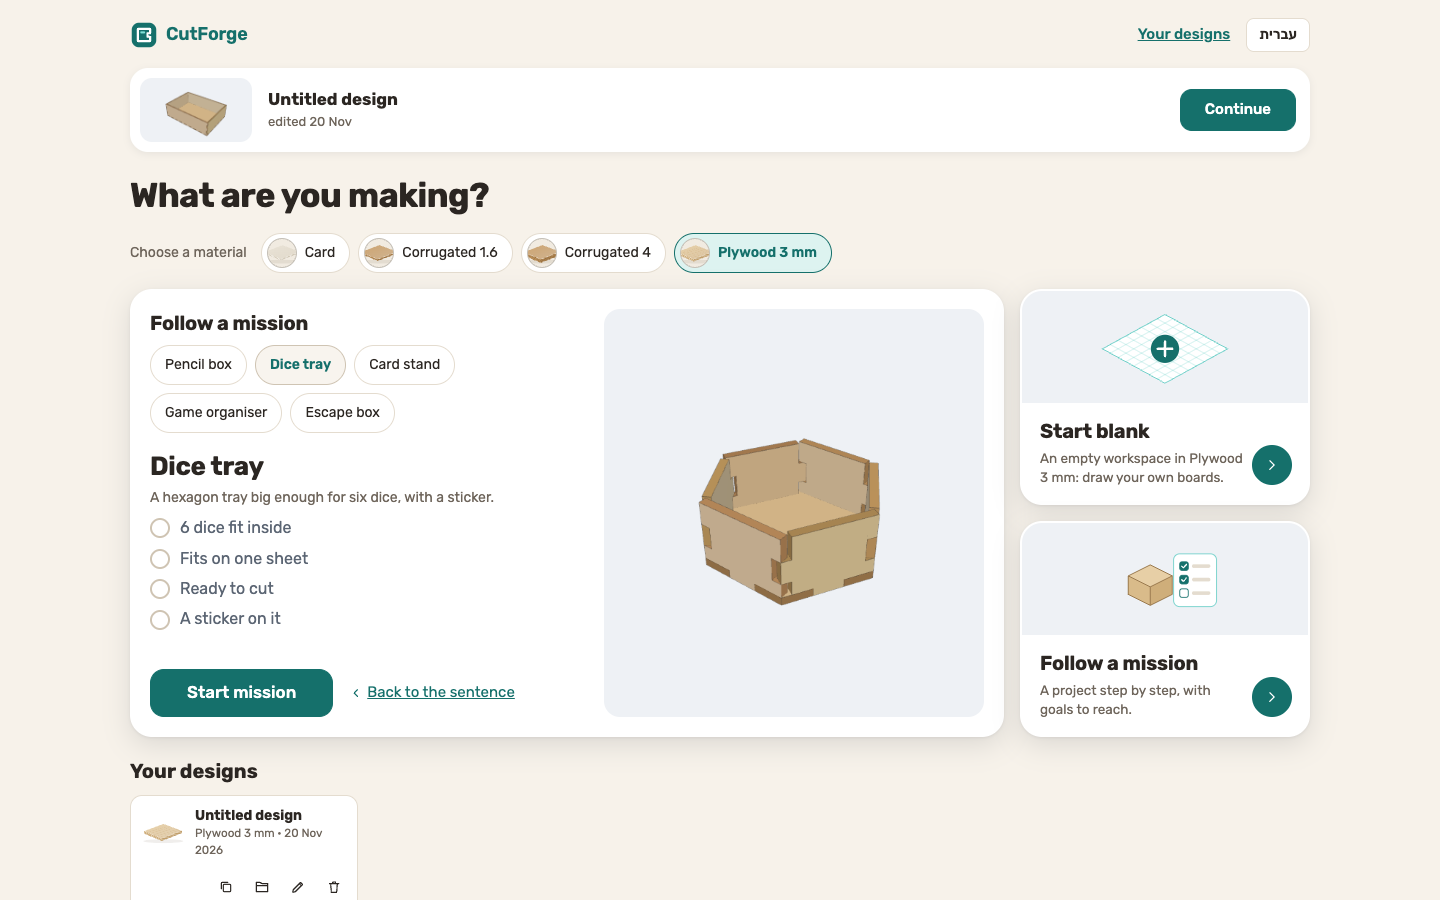 CutForge
Your designs
עברית
Untitled design
edited 20 Nov
Continue
What are you making?
Choose a material
Card
Corrugated 1.6
Corrugated 4
Plywood 3 mm
Follow a mission
Pencil box
Dice tray
Card stand
Game organiser
Escape box
Dice tray
A hexagon tray big enough for six dice, with a sticker.
6 dice fit inside
Fits on one sheet
Ready to cut
A sticker on it
Start mission
Back to the sentence
Start blank
An empty workspace in Plywood
3 mm: draw your own boards.
Follow a mission
A project step by step, with
goals to reach.
Your designs
Untitled design
Plywood 3 mm • 20 Nov
2026